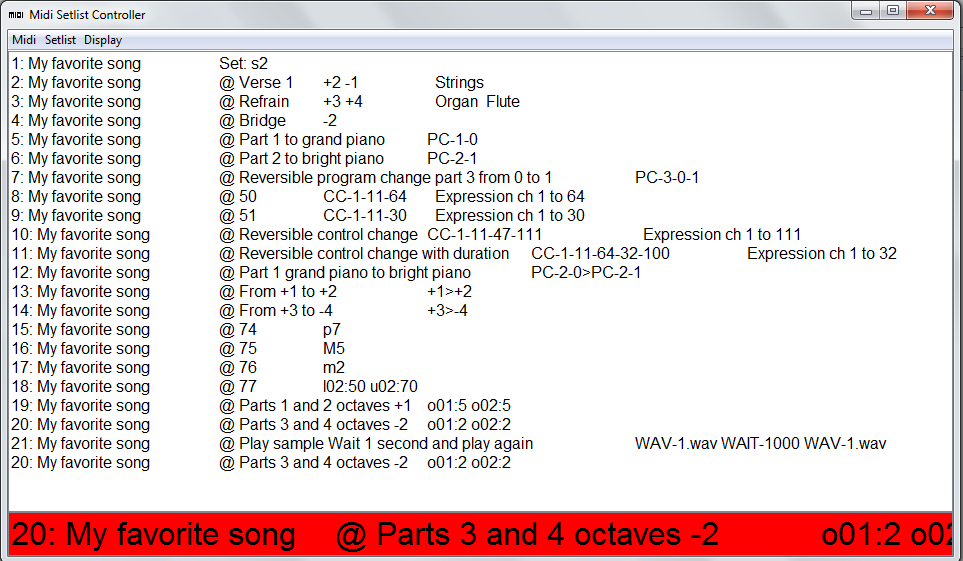 Midi Setlist Controller
Midi Setlist Display
1: My favorite song Set: s2
2: My favorite song @ Verse 1 +2 -1 Strings
3: My favorite song @ Refrain +3 +4 Organ Flute
4: My favorite song @ Bridge -2
5: My favorite song @ Part 1 to grand piano PC-1-0
6: My favorite song @ Part 2 to bright piano PC-2-1
7: My favorite song @ Reversible program change part 3 from 0 to 1 PC-3-0-1
8: My favorite song @ 50 CC-1-11-64 Expression ch 1 to 64
9: My favorite song @ 51 CC-1-11-30 Expression ch 1 to 30
10: My favorite song @ Reversible control change CC-1-11-47-111 Expression ch 1 to 111
11: My favorite song @ Reversible control change with duration CC-1-11-64-32-100 Expression ch 1 to 32
12: My favorite song @ Part 1 grand piano to bright piano PC-2-0>PC-2-1
13: My favorite song @ From +1 to +2 +1>+2
14: My favorite song @ From +3 to -4 +3>-4
15: My favorite song @ 74 p7
16: My favorite song @ 75 M5
17: My favorite song @ 76 m2
18: My favorite song @ 77 l02:50 u02:70
19: My favorite song @ Parts 1 and 2 octaves +1 o01:5 o02:5
20: My favorite song @ Parts 3 and 4 octaves -2 o01:2 o02:2
21: My favorite song @ Play sample Wait 1 second and play again WAV-1.wav WAIT-1000 WAV-1.wav
20: My favorite song @ Parts 3 and 4 octaves -2 o01:2 o02:2
20: My favorite song @ Parts 3 and 4 octaves -2 o01:2 o02